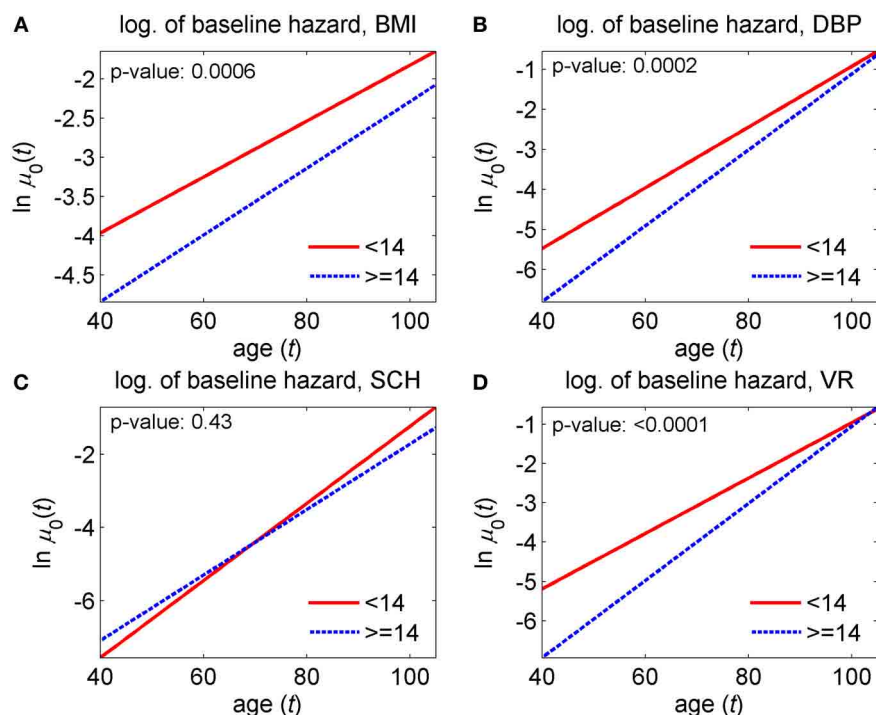 A
log. of baseline hazard, BMI
p-value: 0.0006
-2
-2.5
-3
-3.5
-4
-4.5
ln μ0(t)
<14
>=14
40 60 80 100
age (t)
B
log. of baseline hazard, DBP
p-value: 0.0002
-1
-2
-3
-4
-5
-6
ln μ0(t)
<14
>=14
40 60 80 100
age (t)
C
log. of baseline hazard, SCH
p-value: 0.43
-2
-4
-6
ln μ0(t)
<14
>=14
40 60 80 100
age (t)
D
log. of baseline hazard, VR
p-value: <0.0001
-1
-2
-3
-4
-5
-6
ln μ0(t)
<14
>=14
40 60 80 100
age (t)